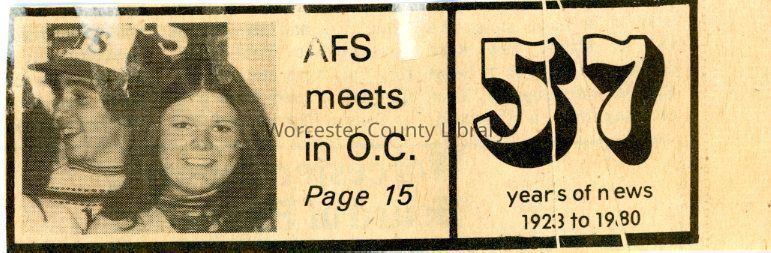 AFS
meets
in O.C.
Page 15
57
years of news
1923 to 1980
Worcester County Library